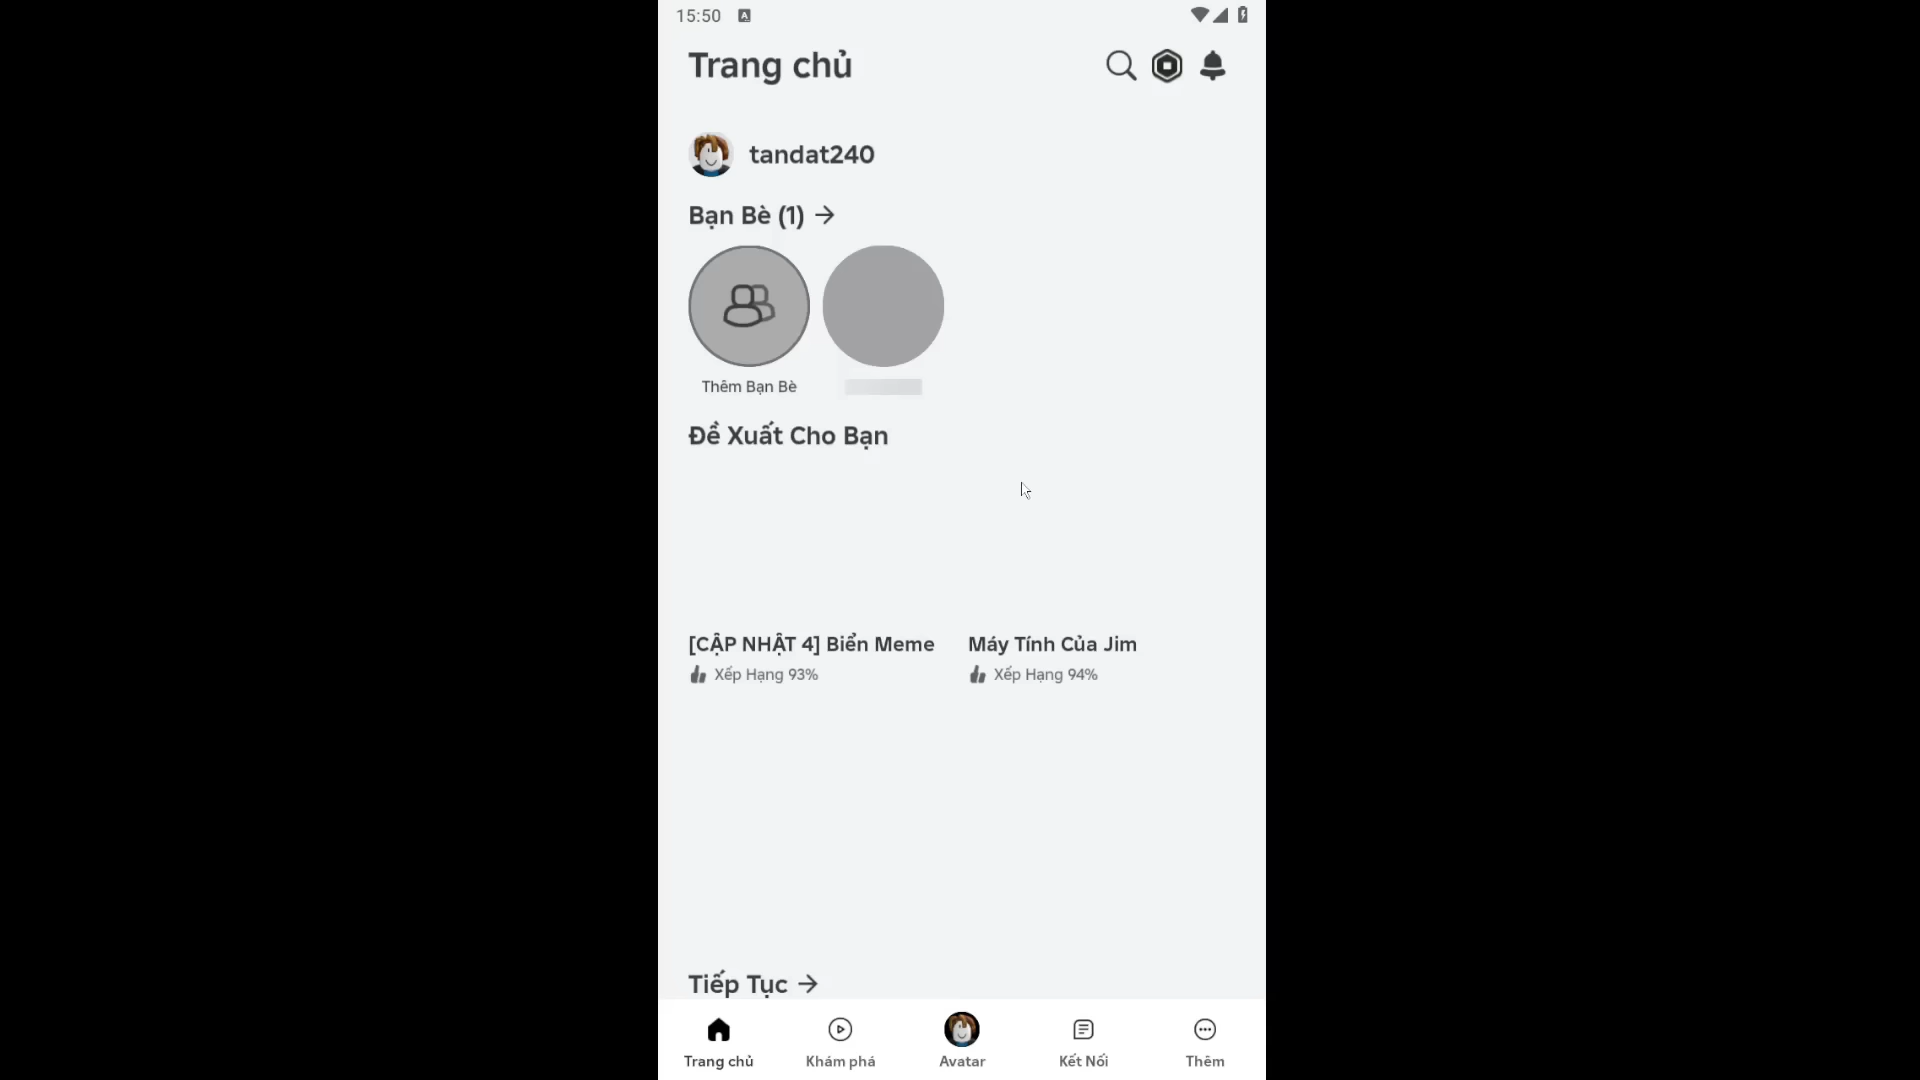 15:50
Trang chủ
tandat240
Bạn Bè (1)
Thêm Bạn Bè
Đề Xuất Cho Bạn
[CẬP NHẬT 4] Biển Meme
Máy Tính Của Jim
Xếp Hạng 93%
Xếp Hạng 94%
Tiếp Tục
Trang chủ
Khám phá
Avatar
Kết Nối
Thêm